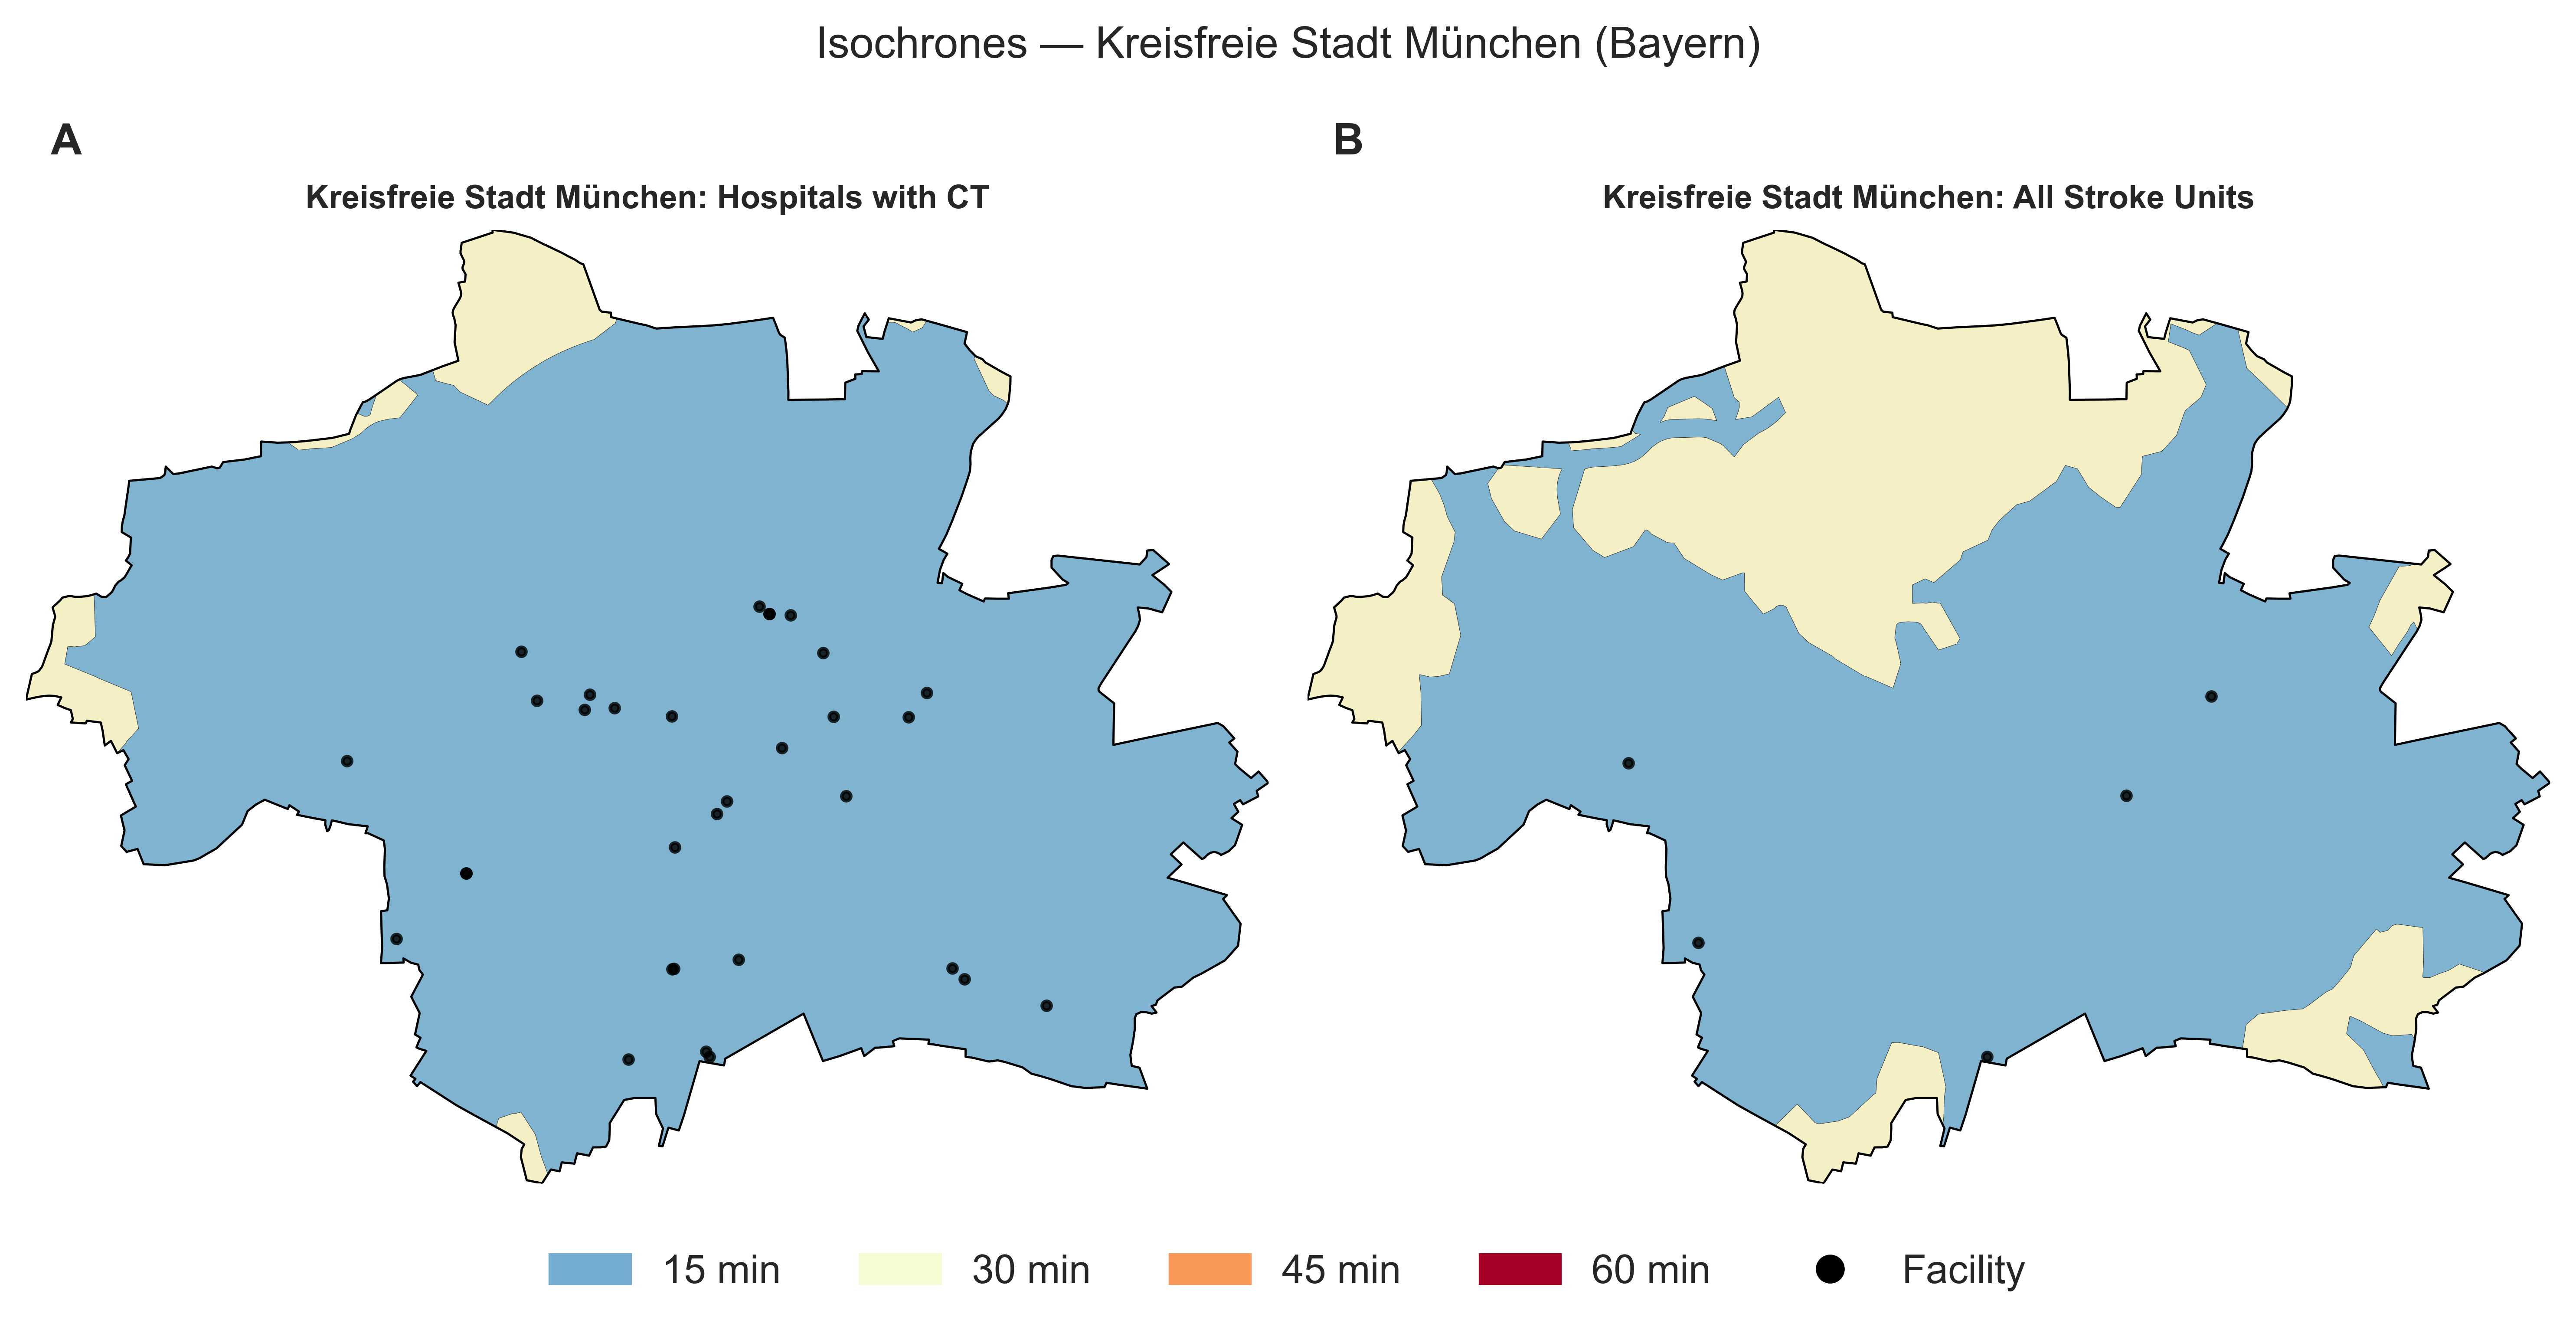 Isochrones — Kreisfreie Stadt München (Bayern)
A
Kreisfreie Stadt München: Hospitals with CT
B
Kreisfreie Stadt München: All Stroke Units
15 min
30 min
45 min
60 min
Facility